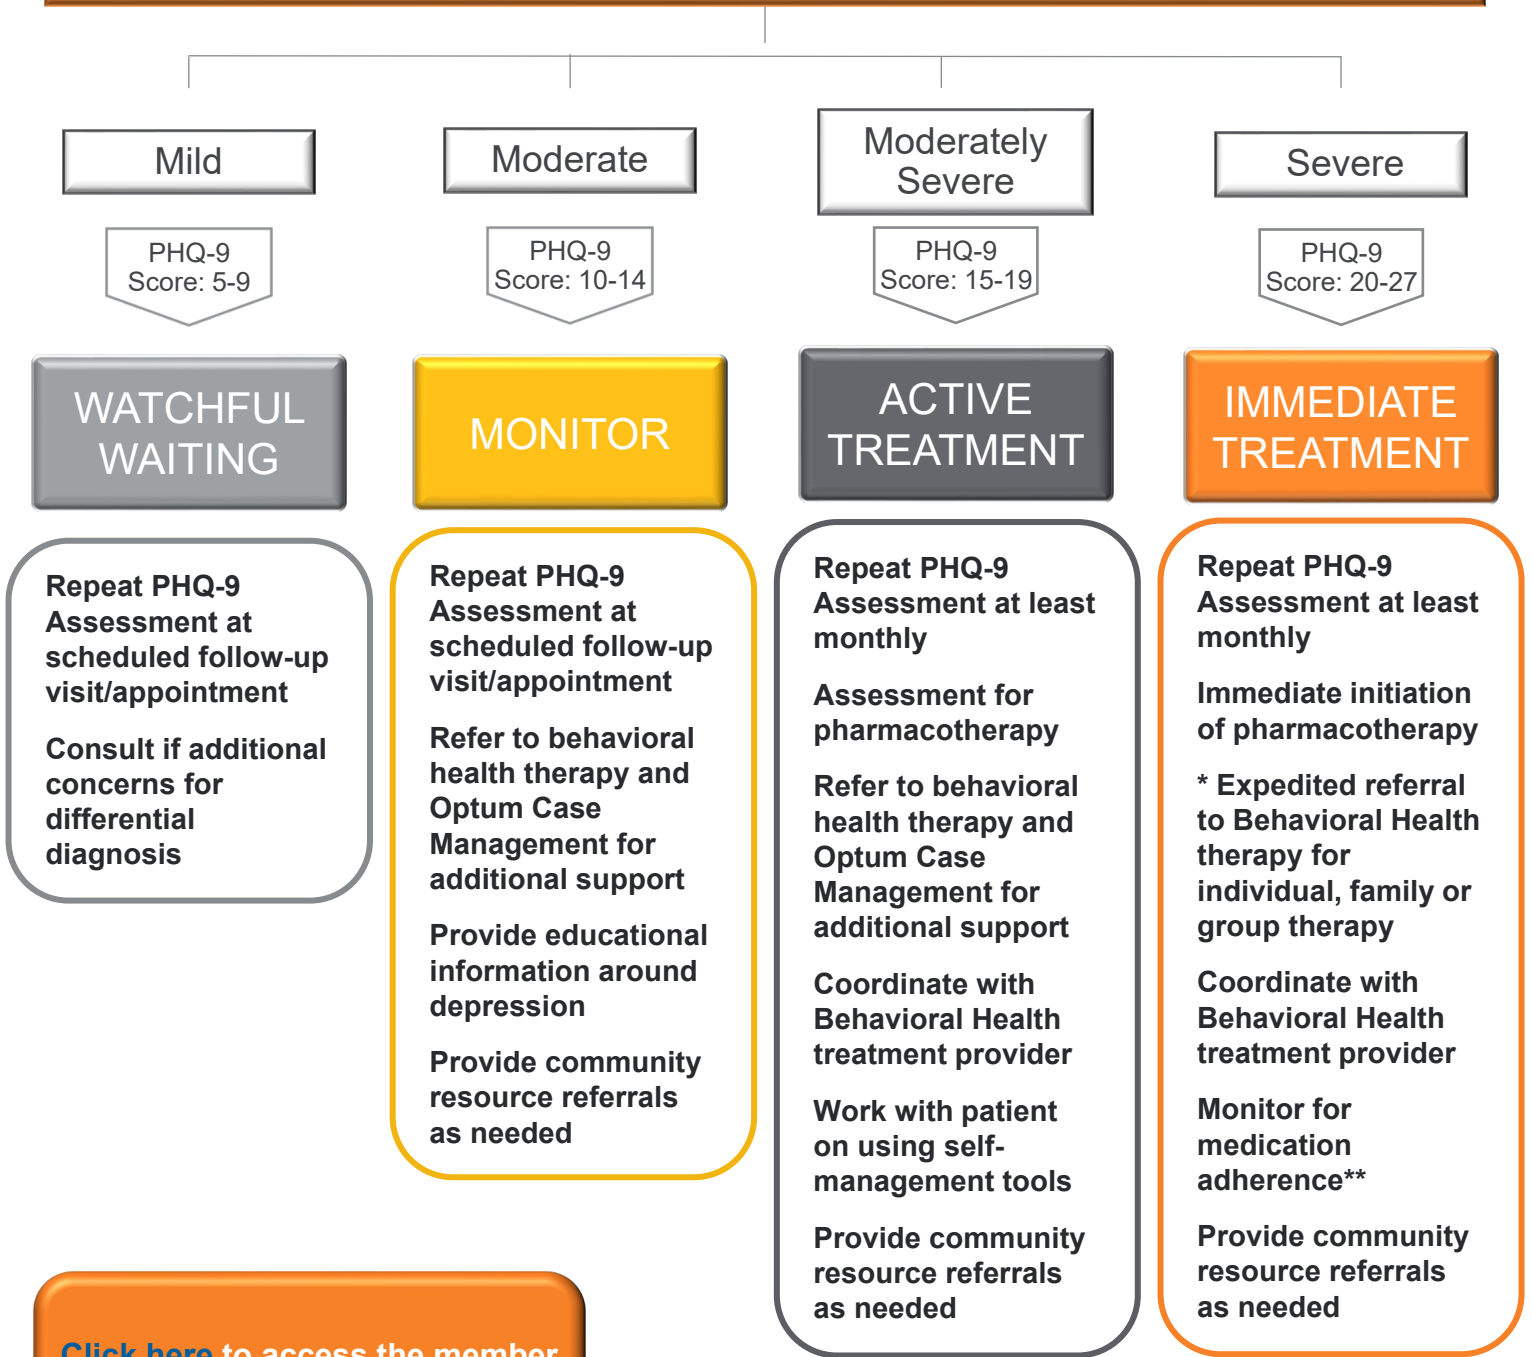 Mild
PHQ-9
Score: 5-9
WATCHFUL
WAITING
Repeat PHQ-9
Assessment at
scheduled follow-up
visit/appointment
Consult if additional
concerns for
differential
diagnosis
Moderate
PHQ-9
Score: 10-14
MONITOR
Repeat PHQ-9
Assessment at
scheduled follow-up
visit/appointment
Refer to behavioral
health therapy and
Optum Case
Management for
additional support
Provide educational
information around
depression
Provide community
resource referrals
as needed
Moderately
Severe
PHQ-9
Score: 15-19
ACTIVE
TREATMENT
Repeat PHQ-9
Assessment at least
monthly
Assessment for
pharmacotherapy
Refer to behavioral
health therapy and
Optum Case
Management for
additional support
Coordinate with
Behavioral Health
treatment provider
Work with patient
on using self-
management tools
Provide community
resource referrals
as needed
Severe
PHQ-9
Score: 20-27
IMMEDIATE
TREATMENT
Repeat PHQ-9
Assessment at least
monthly
Immediate initiation
of pharmacotherapy
* Expedited referral
to Behavioral Health
therapy for
individual, family or
group therapy
Coordinate with
Behavioral Health
treatment provider
Monitor for
medication
adherence**
Provide community
resource referrals
as needed
Click here to access the member